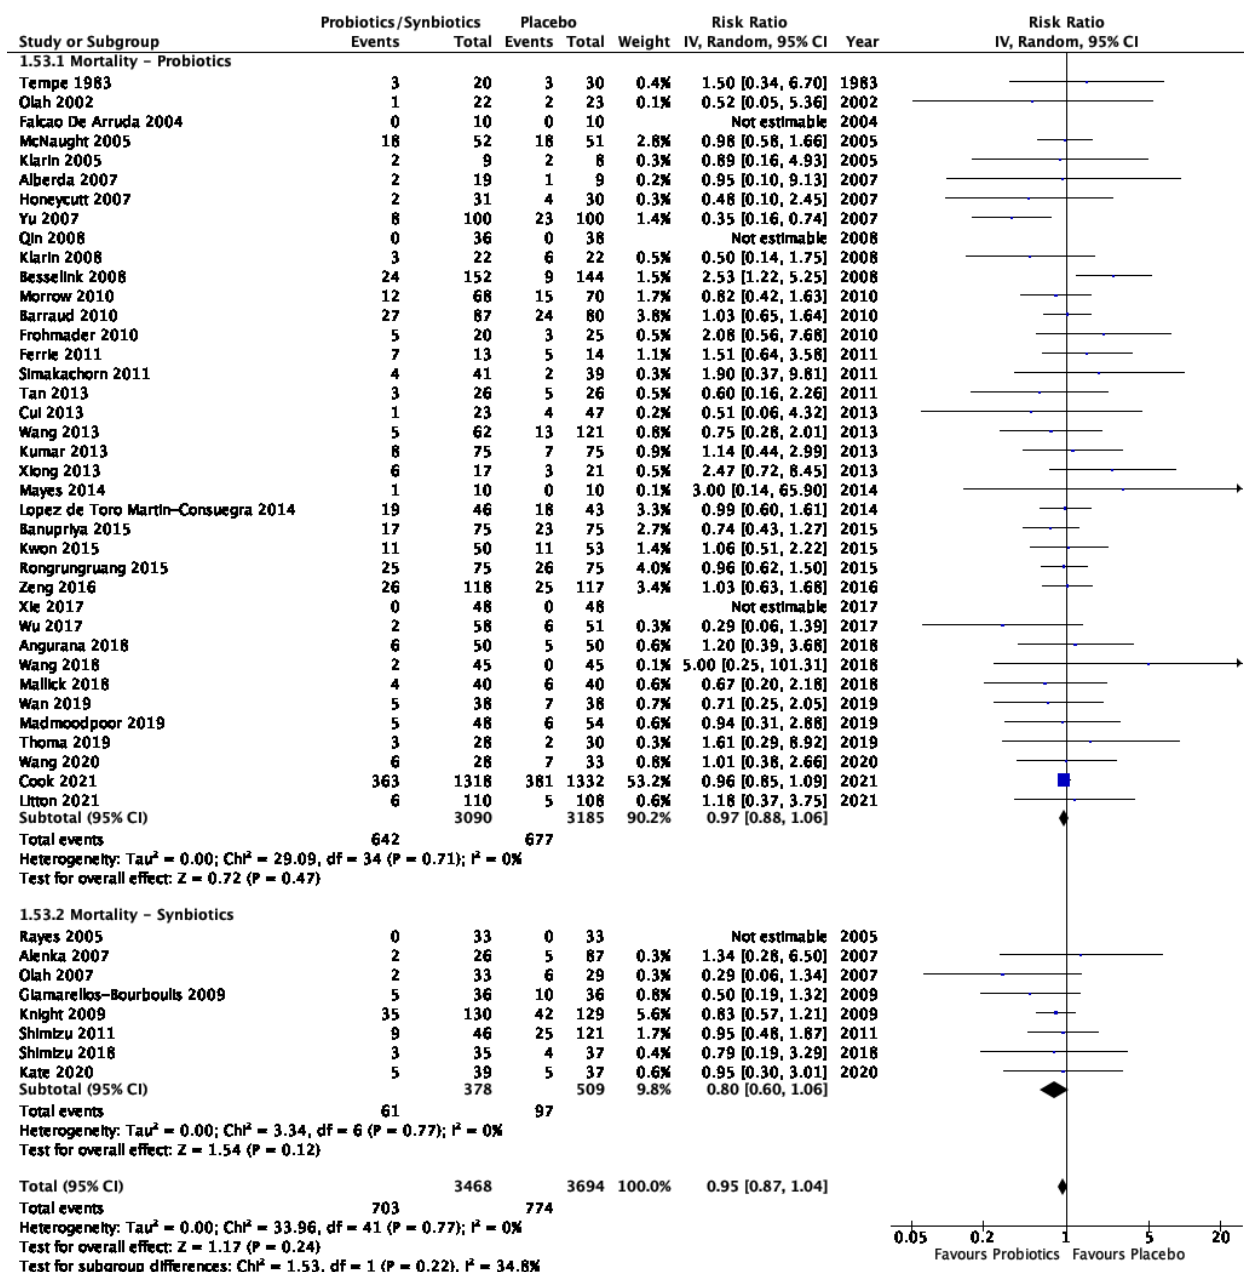 Probiotics/Synbiotics Placebo Risk Ratio Risk Ratio
Study or Subgroup Events Total Events Total Weight IV, Random, 95% CI Year IV, Random, 95% CI
1.53.1 Mortality – Probiotics
Tempe 1983 3 20 3 30 0.4% 1.50 [0.34, 6.70] 1983
Olah 2002 1 22 2 23 0.1% 0.52 [0.05, 5.36] 2002
Falcao De Arruda 2004 0 10 0 10 Not estimable 2004
McNaught 2005 18 52 18 51 2.8% 0.98 [0.58, 1.66] 2005
Klarin 2005 2 9 2 8 0.3% 0.89 [0.16, 4.93] 2005
Alberda 2007 2 19 1 9 0.2% 0.95 [0.10, 9.13] 2007
Honeycutt 2007 2 31 4 30 0.3% 0.48 [0.10, 2.45] 2007
Yu 2007 8 100 23 100 1.4% 0.35 [0.16, 0.74] 2007
Qin 2008 0 36 0 38 Not estimable 2008
Klarin 2008 3 22 6 22 0.5% 0.50 [0.14, 1.75] 2008
Besselink 2008 24 152 9 144 1.5% 2.53 [1.22, 5.25] 2008
Morrow 2010 12 68 15 70 1.7% 0.82 [0.42, 1.63] 2010
Barraud 2010 27 87 24 80 3.8% 1.03 [0.65, 1.64] 2010
Frohmader 2010 5 20 3 25 0.5% 2.08 [0.56, 7.68] 2010
Ferrie 2011 7 13 5 14 1.1% 1.51 [0.64, 3.58] 2011
Simakachorn 2011 4 41 2 39 0.3% 1.90 [0.37, 9.81] 2011
Tan 2013 3 26 5 26 0.5% 0.60 [0.16, 2.26] 2011
Cui 2013 1 23 4 47 0.2% 0.51 [0.06, 4.32] 2013
Wang 2013 5 62 13 121 0.8% 0.75 [0.28, 2.01] 2013
Kumar 2013 8 75 7 75 0.9% 1.14 [0.44, 2.99] 2013
Xiong 2013 6 17 3 21 0.5% 2.47 [0.72, 8.45] 2013
Mayes 2014 1 10 0 10 0.1% 3.00 [0.14, 65.90] 2014
Lopez de Toro Martin–Consuegra 2014 19 46 18 43 3.3% 0.99 [0.60, 1.61] 2014
Banupriya 2015 17 75 23 75 2.7% 0.74 [0.43, 1.27] 2015
Kwon 2015 11 50 11 53 1.4% 1.06 [0.51, 2.22] 2015
Rongrungruang 2015 25 75 26 75 4.0% 0.96 [0.62, 1.50] 2015
Zeng 2016 26 118 25 117 3.4% 1.03 [0.63, 1.68] 2016
Xie 2017 0 48 0 48 Not estimable 2017
Wu 2017 2 58 6 51 0.3% 0.29 [0.06, 1.39] 2017
Angurana 2018 6 50 5 50 0.6% 1.20 [0.39, 3.68] 2018
Wang 2018 2 45 0 45 0.1% 5.00 [0.25, 101.31] 2018
Mallick 2018 4 40 6 40 0.6% 0.67 [0.20, 2.18] 2018
Wan 2019 5 38 7 38 0.7% 0.71 [0.25, 2.05] 2019
Madmoodpoor 2019 5 48 6 54 0.6% 0.94 [0.31, 2.88] 2019
Thoma 2019 3 28 2 30 0.3% 1.61 [0.29, 8.92] 2019
Wang 2020 6 28 7 33 0.8% 1.01 [0.38, 2.66] 2020
Cook 2021 363 1318 381 1332 53.2% 0.96 [0.85, 1.09] 2021
Litton 2021 6 110 5 108 0.6% 1.18 [0.37, 3.75] 2021
Subtotal (95% CI) 3090 3185 90.2% 0.97 [0.88, 1.06]
Total events 642 677
Heterogeneity: Tau² = 0.00; Chi² = 29.09, df = 34 (P = 0.71); I² = 0%
Test for overall effect: Z = 0.72 (P = 0.47)
1.53.2 Mortality – Synbiotics
Rayes 2005 0 33 0 33 Not estimable 2005
Alenka 2007 2 26 5 87 0.3% 1.34 [0.28, 6.50] 2007
Olah 2007 2 33 6 29 0.3% 0.29 [0.06, 1.34] 2007
Giamarellos–Bourboulis 2009 5 36 10 36 0.8% 0.50 [0.19, 1.32] 2009
Knight 2009 35 130 42 129 5.6% 0.83 [0.57, 1.21] 2009
Shimizu 2011 9 46 25 121 1.7% 0.95 [0.48, 1.87] 2011
Shimizu 2018 3 35 4 37 0.4% 0.79 [0.19, 3.29] 2018
Kate 2020 5 39 5 37 0.6% 0.95 [0.30, 3.01] 2020
Subtotal (95% CI) 378 509 9.8% 0.80 [0.60, 1.06]
Total events 61 97
Heterogeneity: Tau² = 0.00; Chi² = 3.34, df = 6 (P = 0.77); I² = 0%
Test for overall effect: Z = 1.54 (P = 0.12)
Total (95% CI) 3468 3694 100.0% 0.95 [0.87, 1.04]
Total events 703 774
Heterogeneity: Tau² = 0.00; Chi² = 33.96, df = 41 (P = 0.77); I² = 0%
Test for overall effect: Z = 1.17 (P = 0.24)
Test for subgroup differences: Chi² = 1.53, df = 1 (P = 0.22), I² = 34.8%
0.05 0.2 1 5 20
Favours Probiotics Favours Placebo